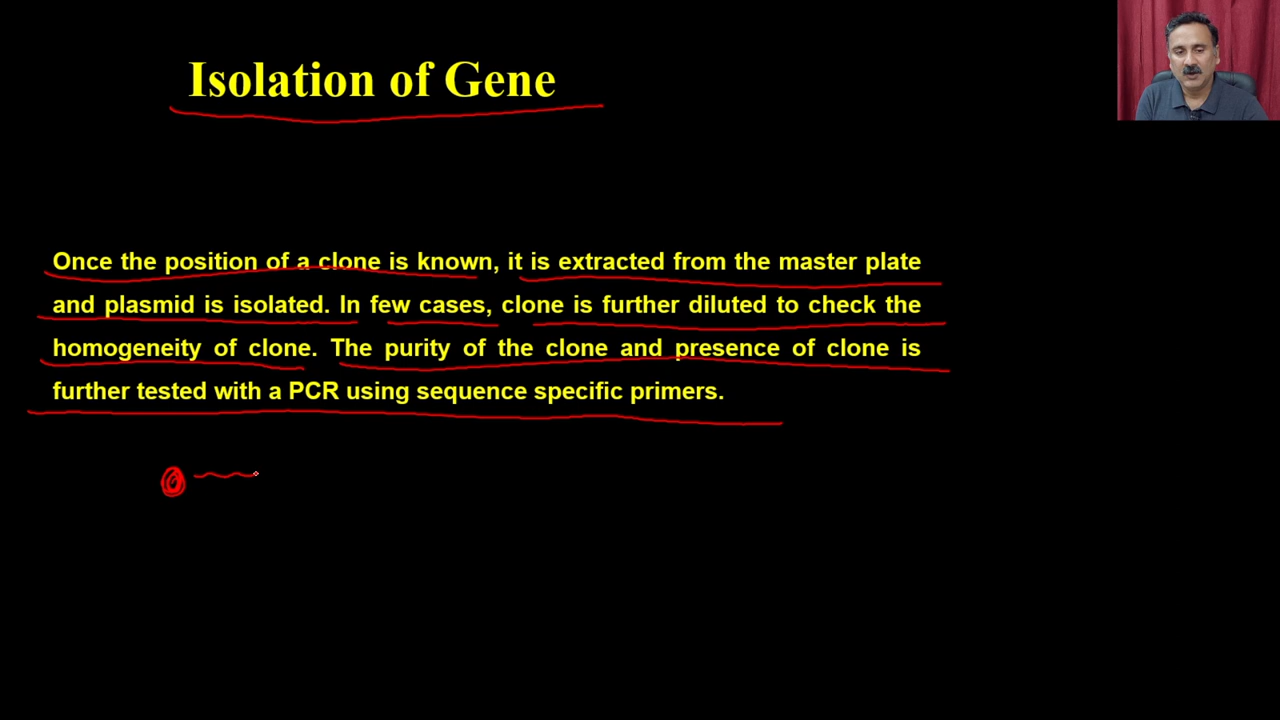 Isolation of Gene
Once the position of a clone is known, it is extracted from the master plate
and plasmid is isolated. In few cases, clone is further diluted to check the
homogeneity of clone. The purity of the clone and presence of clone is
further tested with a PCR using sequence specific primers.